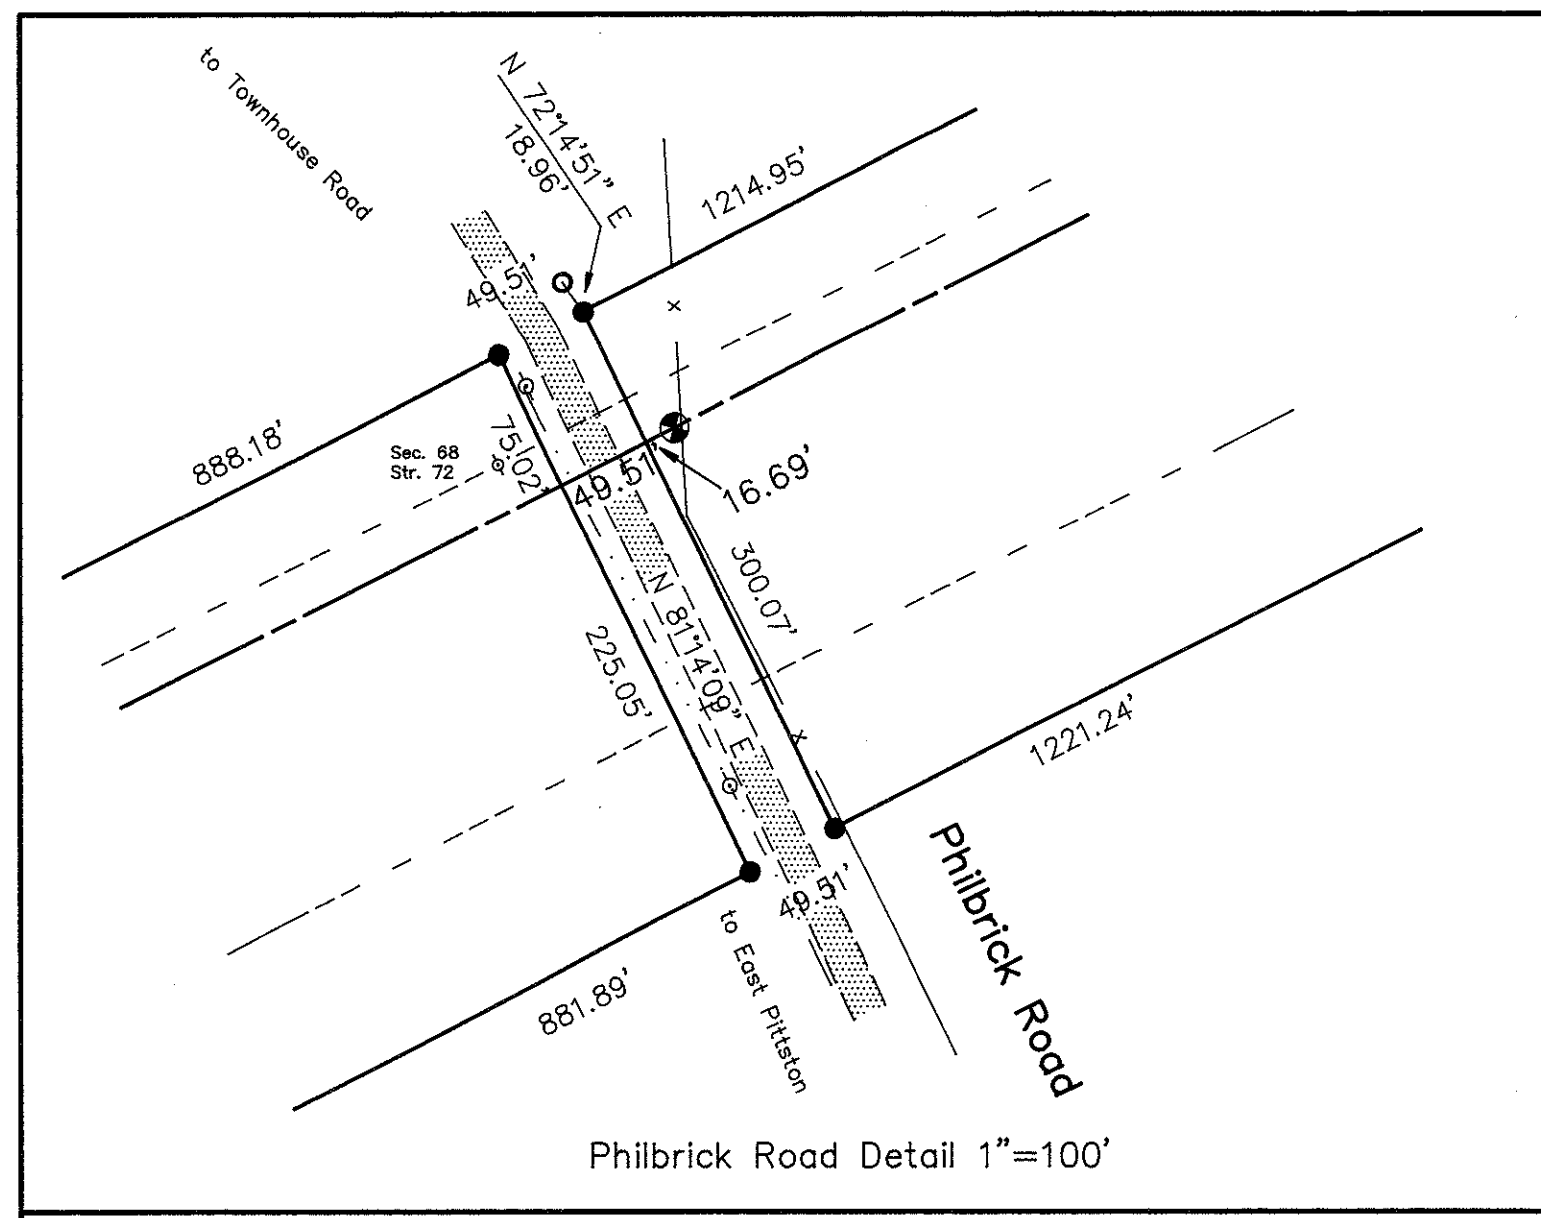 to Townhouse Road
N 72°14'51" E
18.96'
1214.95'
49.51'
888.18'
Sec. 68
Str. 72
75.02'
49.51'
16.69'
300.07'
N 81°14'09" E
225.05'
1221.24'
49.51'
881.89'
to East Pittston
Philbrick Road
Philbrick Road Detail 1"=100'